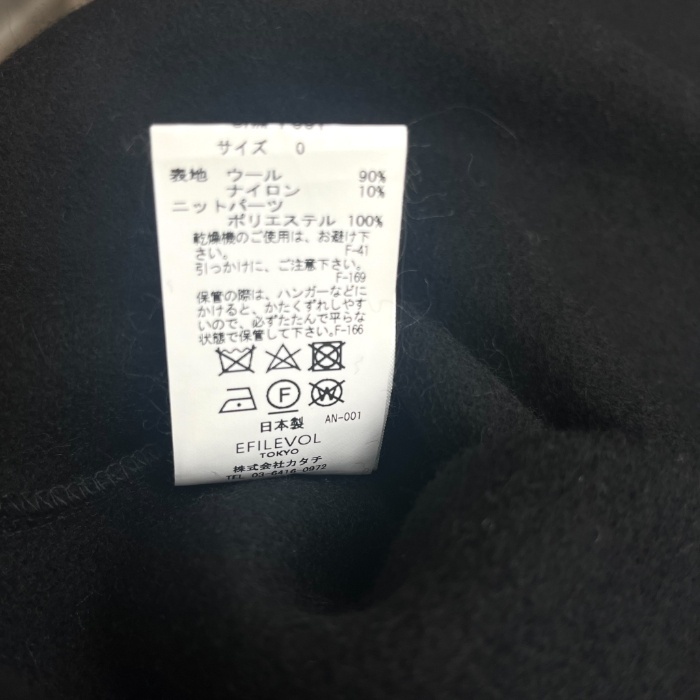 サイズ 0
表地 ウール 90%
ナイロン 10%
ニットパーツ
ポリエステル 100%
乾燥機のご使用は、お避け下
さい。 F-41
引っかけに、ご注意下さい。
F-169
保管の際は、ハンガーなどに
かけると、かたくずれしやす
いので、必ずたたんで平らな
状態で保管して下さい。F-166
F W
日本製 AN-001
EFILEVOL
TOKYO
株式会社カタチ
TEL 03-6416-0972